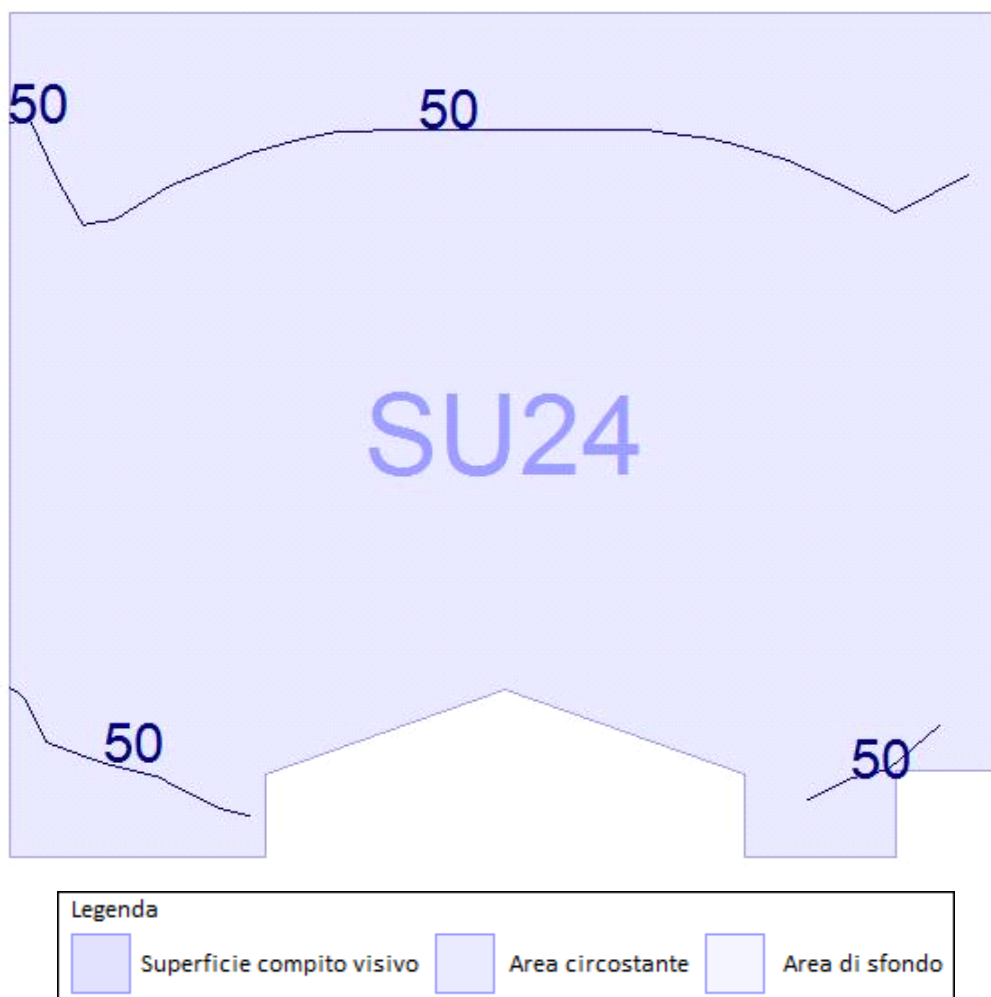 50
50
SU24
50
50
Legenda
Superficie compito visivo
Area circostante
Area di sfondo